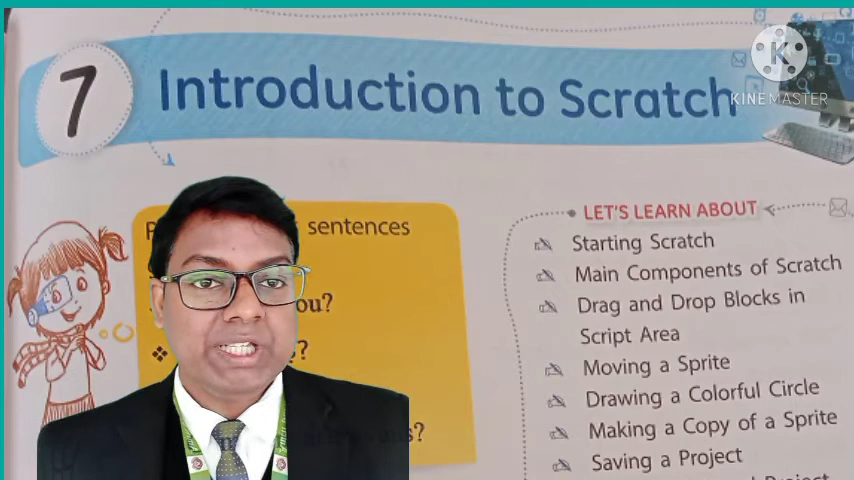 7 Introduction to Scratch
KINEMASTER
sentences
ou?
?
?
LET'S LEARN ABOUT
Starting Scratch
Main Components of Scratch
Drag and Drop Blocks in
Script Area
Moving a Sprite
Drawing a Colorful Circle
Making a Copy of a Sprite
Saving a Project